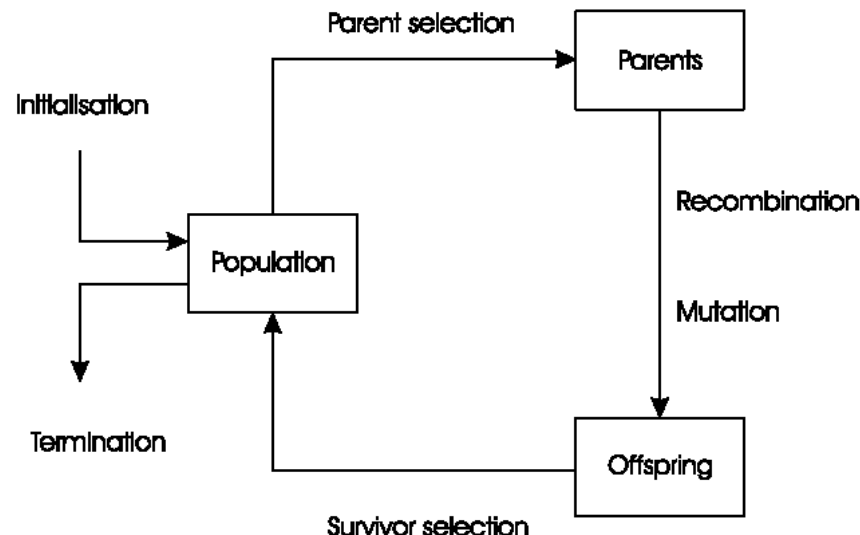 Parent selection
Parents
Initialisation
Recombination
Population
Mutation
Termination
Offspring
Survivor selection